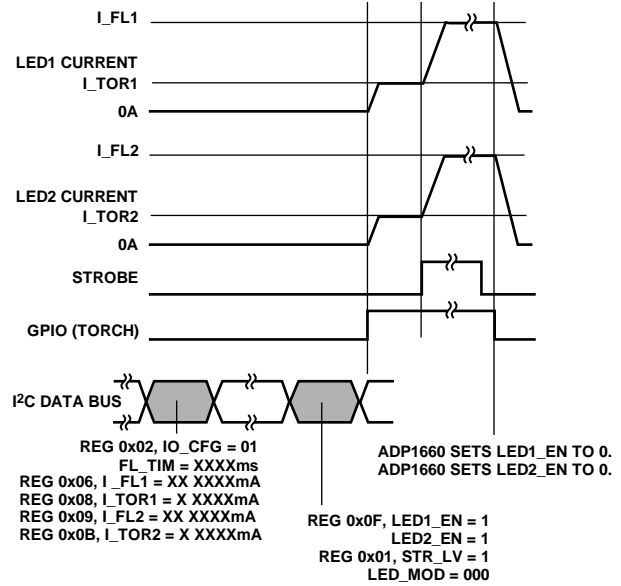 I_FL1
LED1 CURRENT
I_TOR1
0A
I_FL2
LED2 CURRENT
I_TOR2
0A
STROBE
GPIO (TORCH)
I²C DATA BUS
REG 0x02, IO_CFG = 01
FL_TIM = XXXXms
REG 0x06, I _FL1 = XX XXXXmA
REG 0x08, I_TOR1 = X XXXXmA
REG 0x09, I_FL2 = XX XXXXmA
REG 0x0B, I_TOR2 = X XXXXmA
ADP1660 SETS LED1_EN TO 0.
ADP1660 SETS LED2_EN TO 0.
REG 0x0F, LED1_EN = 1
LED2_EN = 1
REG 0x01, STR_LV = 1
LED_MOD = 000